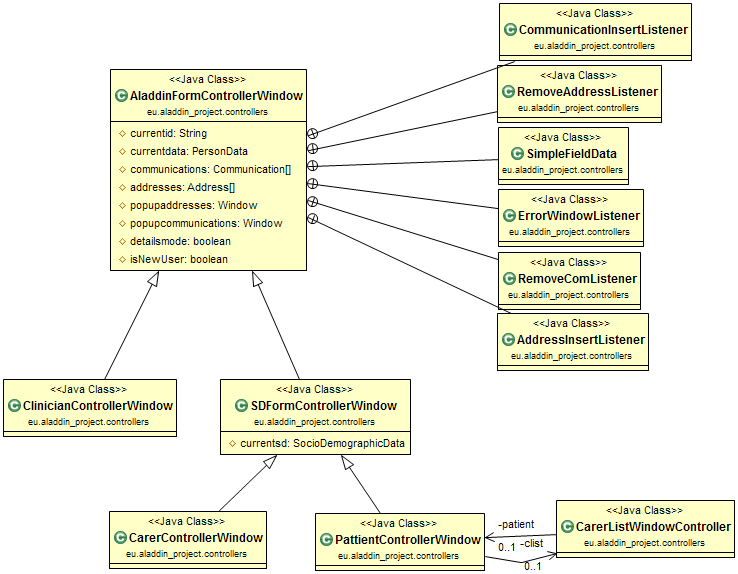 <<Java Class>>
CommunicationInsertListener
eu.aladdin_project.controllers
<<Java Class>>
AladdinFormControllerWindow
eu.aladdin_project.controllers
currentid: String
currentdata: PersonData
communications: Communication[]
addresses: Address[]
popupaddresses: Window
popupcommunications: Window
detailsmode: boolean
isNewUser: boolean
<<Java Class>>
RemoveAddressListener
eu.aladdin_project.controllers
<<Java Class>>
SimpleFieldData
eu.aladdin_project.controllers
<<Java Class>>
ErrorWindowListener
eu.aladdin_project.controllers
<<Java Class>>
RemoveComListener
eu.aladdin_project.controllers
<<Java Class>>
AddressInsertListener
eu.aladdin_project.controllers
<<Java Class>>
ClinicianControllerWindow
eu.aladdin_project.controllers
<<Java Class>>
SDFormControllerWindow
eu.aladdin_project.controllers
currentsd: SocioDemographicData
<<Java Class>>
CarerControllerWindow
eu.aladdin_project.controllers
<<Java Class>>
PattientControllerWindow
eu.aladdin_project.controllers
-patient
0..1
-clist
0..1
<<Java Class>>
CarerListWindowController
eu.aladdin_project.controllers